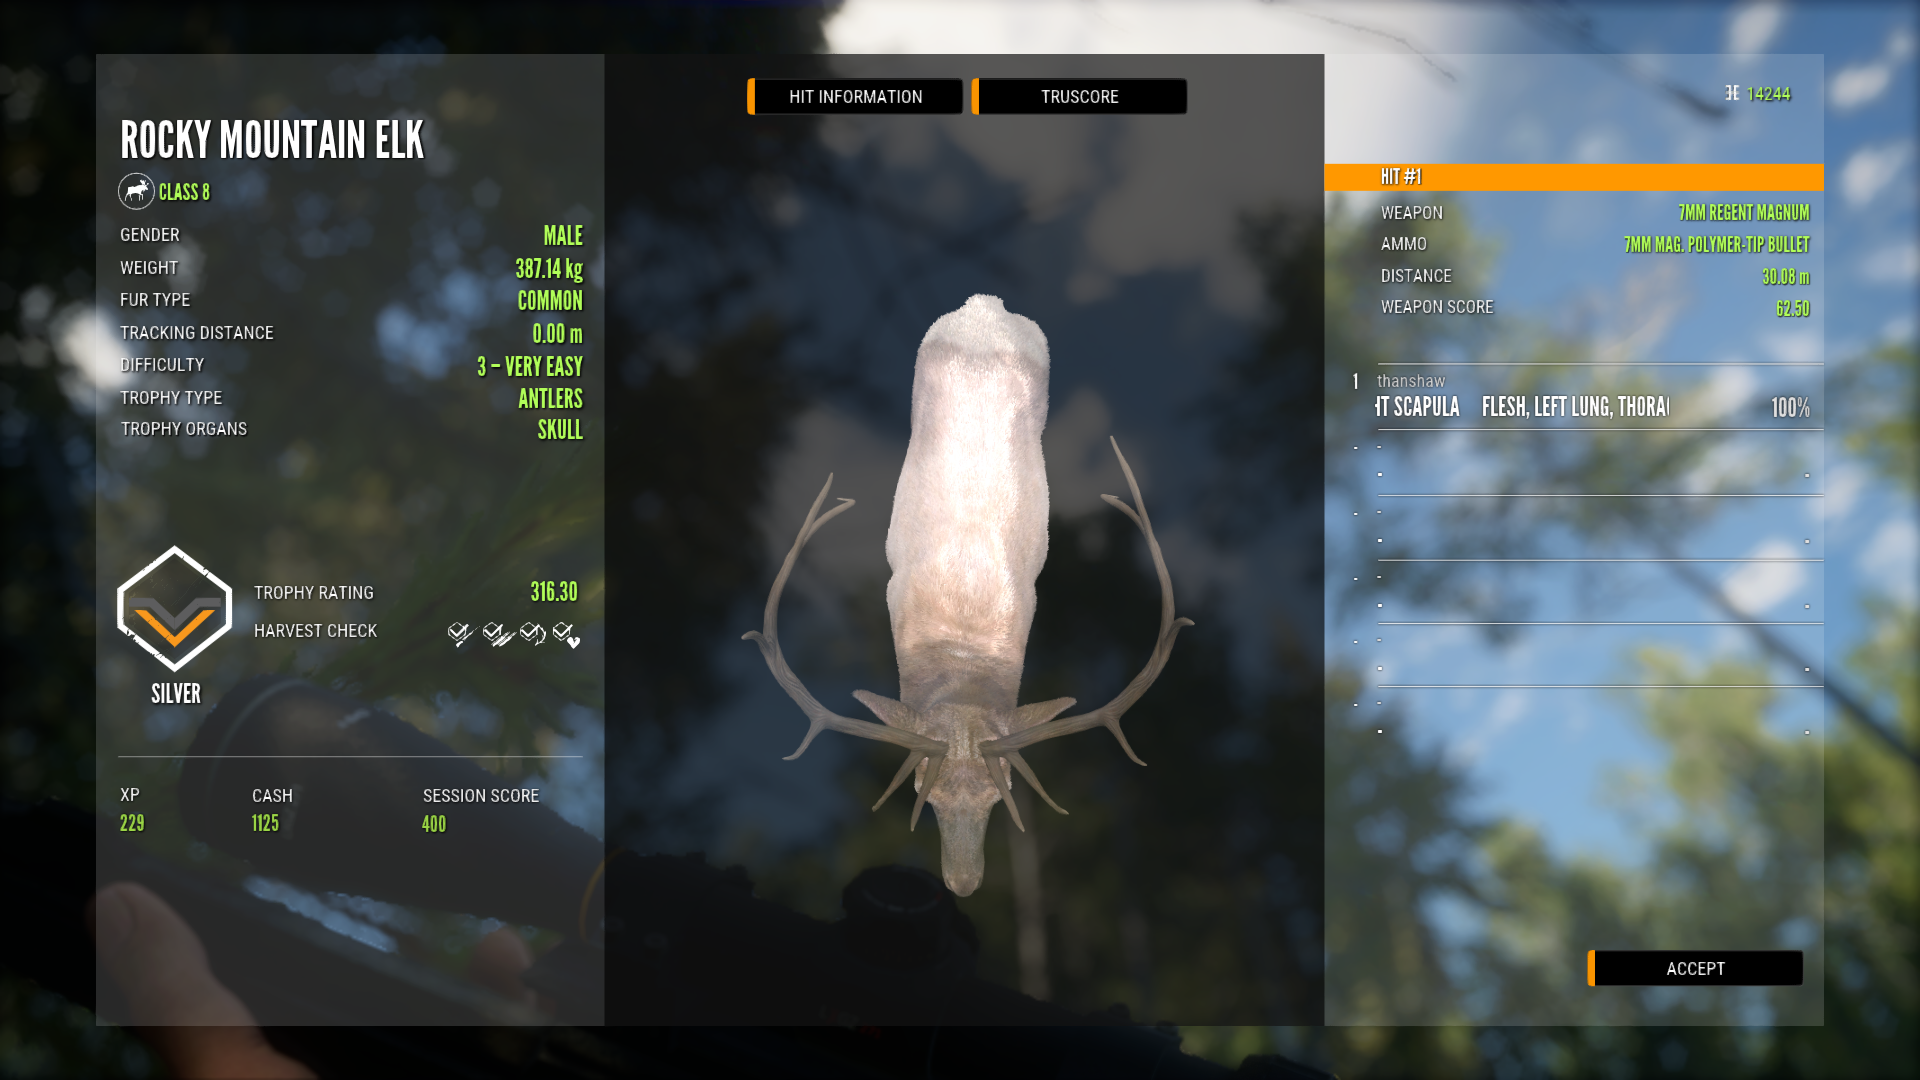 HIT INFORMATION
TRUSCORE
14244
ROCKY MOUNTAIN ELK
CLASS 8
GENDER MALE
WEIGHT 387.14 kg
FUR TYPE COMMON
TRACKING DISTANCE 0.00 m
DIFFICULTY 3 – VERY EASY
TROPHY TYPE ANTLERS
TROPHY ORGANS SKULL
TROPHY RATING 316.30
HARVEST CHECK
SILVER
XP CASH SESSION SCORE
229 1125 400
HIT #1
WEAPON 7MM REGENT MAGNUM
AMMO 7MM MAG. POLYMER-TIP BULLET
DISTANCE 30.08 m
WEAPON SCORE 62.50
1 thanshaw
SCAPULA FLESH, LEFT LUNG, 100%
ACCEPT